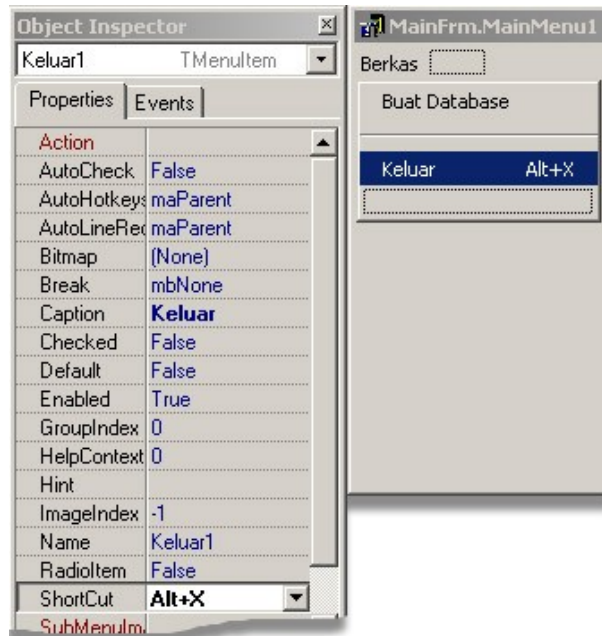 Object Inspector
Keluar1 TMenuItem
Properties Events
Action
AutoCheck False
AutoHotkeys maParent
AutoLineRed maParent
Bitmap (None)
Break mbNone
Caption Keluar
Checked False
Default False
Enabled True
GroupIndex 0
HelpContext 0
Hint
ImageIndex -1
Name Keluar1
RadioItem False
ShortCut Alt+X
SubMenuIm
MainFrm.MainMenu1
Berkas
Buat Database
Keluar Alt+X